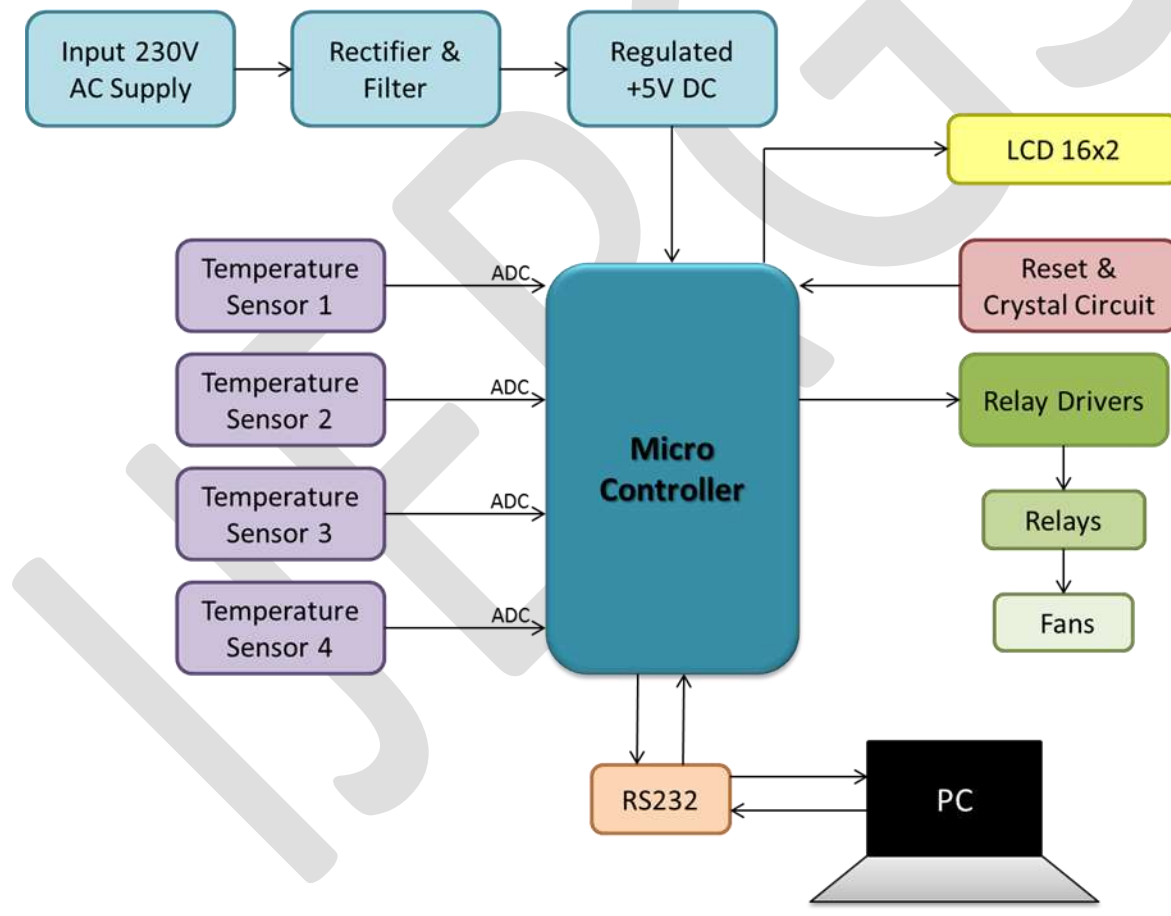 Input 230V
AC Supply
Rectifier &
Filter
Regulated
+5V DC
LCD 16x2
Temperature
Sensor 1
ADC
Reset &
Crystal Circuit
Temperature
Sensor 2
ADC
Relay Drivers
Micro
Controller
Temperature
Sensor 3
ADC
Relays
Temperature
Sensor 4
ADC
Fans
RS232
PC